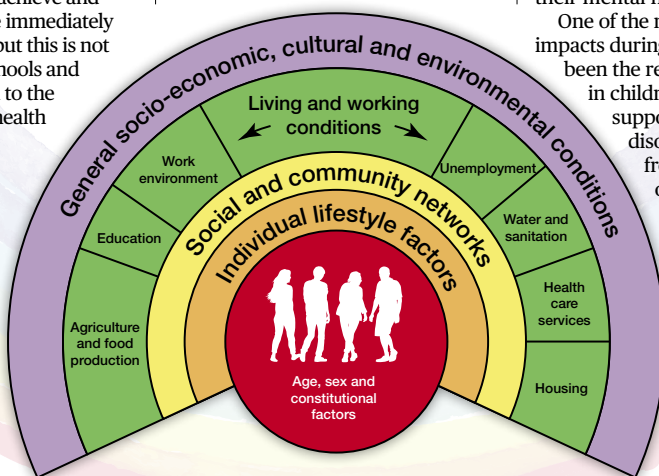 achieve and
immediately
but this is not
hools and
to the
health
their mental
One of the
impacts during
been the re
in childre
suppo
diso
fr
General socio-economic, cultural and environmental conditions
Living and working
conditions
Work
environment
Unemployment
Education
Water and
sanitation
Agriculture
and food
production
Health
care
services
Housing
Social and community networks
Individual lifestyle factors
Age, sex and
constitutional
factors